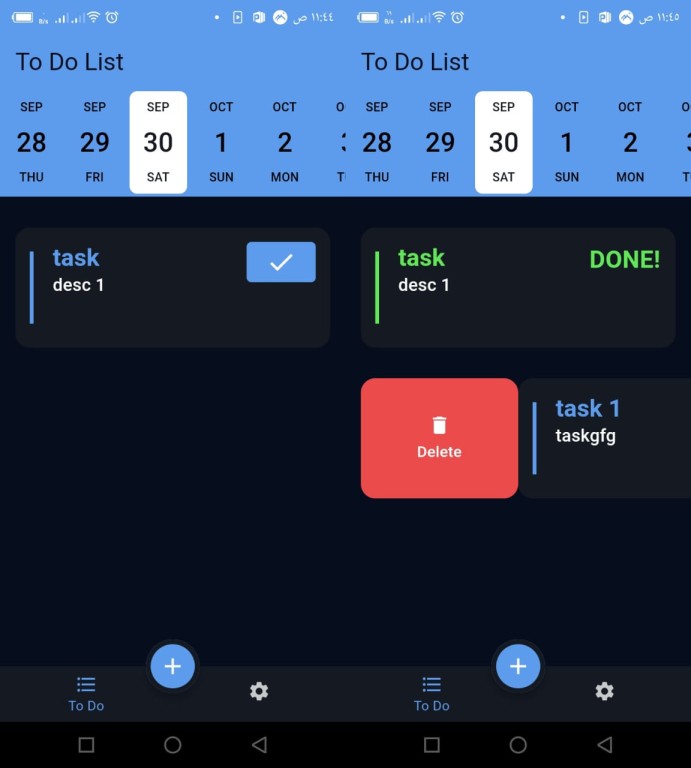 B/s
١١:٤٤ ص
To Do List
SEP SEP SEP OCT OCT
28 29 30 1 2
THU FRI SAT SUN MON
task
desc 1
To Do
B/s
١١:٤٥ ص
To Do List
SEP SEP SEP OCT OCT
28 29 30 1 2
THU FRI SAT SUN MON
task
DONE!
desc 1
Delete
task 1
taskgfg
To Do